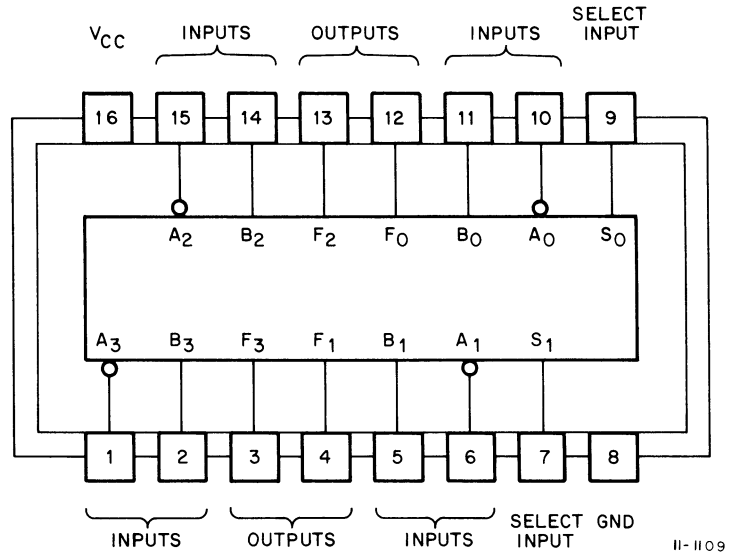 SELECT
VCC INPUTS OUTPUTS INPUTS INPUT
16 15 14 13 12 11 10 9
A2 B2 F2 F0 B0 A0 S0
A3 B3 F3 F1 B1 A1 S1
1 2 3 4 5 6 7 8
INPUTS OUTPUTS INPUTS SELECT GND
INPUT
11-1109